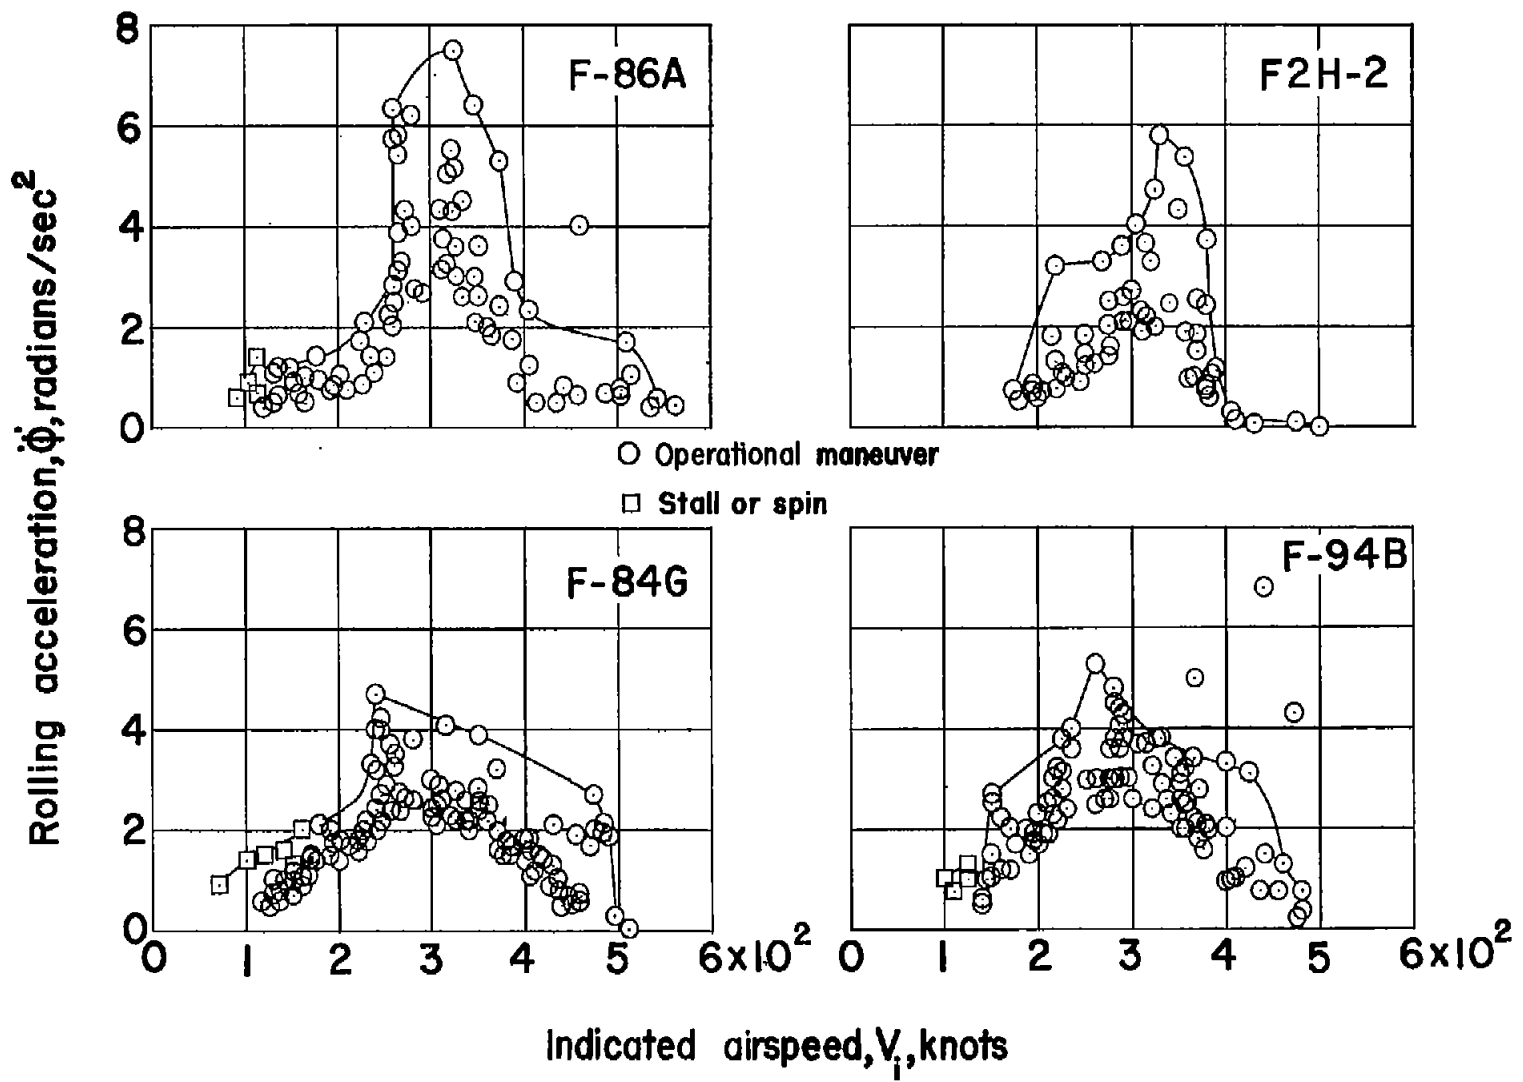 Rolling acceleration, φ̈, radians/sec²
8
6
4
2
0
F-86A
F2H-2
○ Operational maneuver
□ Stall or spin
8
6
4
2
0
F-84G
F-94B
0 1 2 3 4 5 6x10²
0 1 2 3 4 5 6x10²
Indicated airspeed, Vᵢ, knots